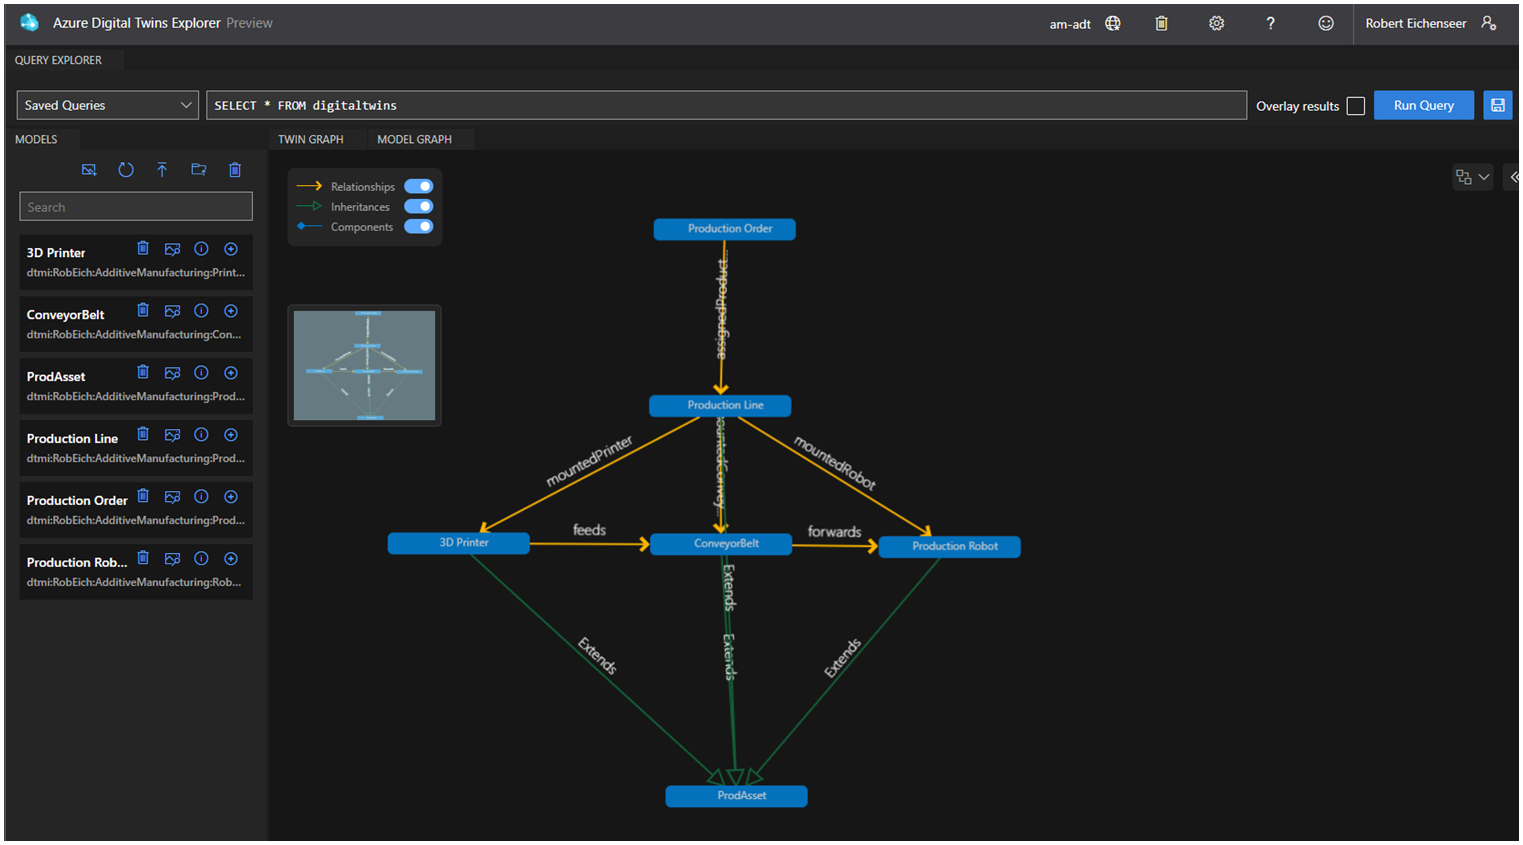 Azure Digital Twins Explorer Preview
am-adt
?
Robert Eichenseer
QUERY EXPLORER
Saved Queries
SELECT * FROM digitaltwins
Overlay results
Run Query
MODELS
TWIN GRAPH
MODEL GRAPH
Relationships
Inheritances
Components
Search
3D Printer
dtmi:RobEich:AdditiveManufacturing:Print...
ConveyorBelt
dtmi:RobEich:AdditiveManufacturing:Con...
ProdAsset
dtmi:RobEich:AdditiveManufacturing:Prod...
Production Line
dtmi:RobEich:AdditiveManufacturing:Prod...
Production Order
dtmi:RobEich:AdditiveManufacturing:Prod...
Production Rob...
dtmi:RobEich:AdditiveManufacturing:Rob...
Production Order
assignedProduct...
Production Line
mountedPrinter
mountedRobot
3D Printer
feeds
ConveyorBelt
forwards
Production Robot
Extends
Extends
Extends
Extends
ProdAsset